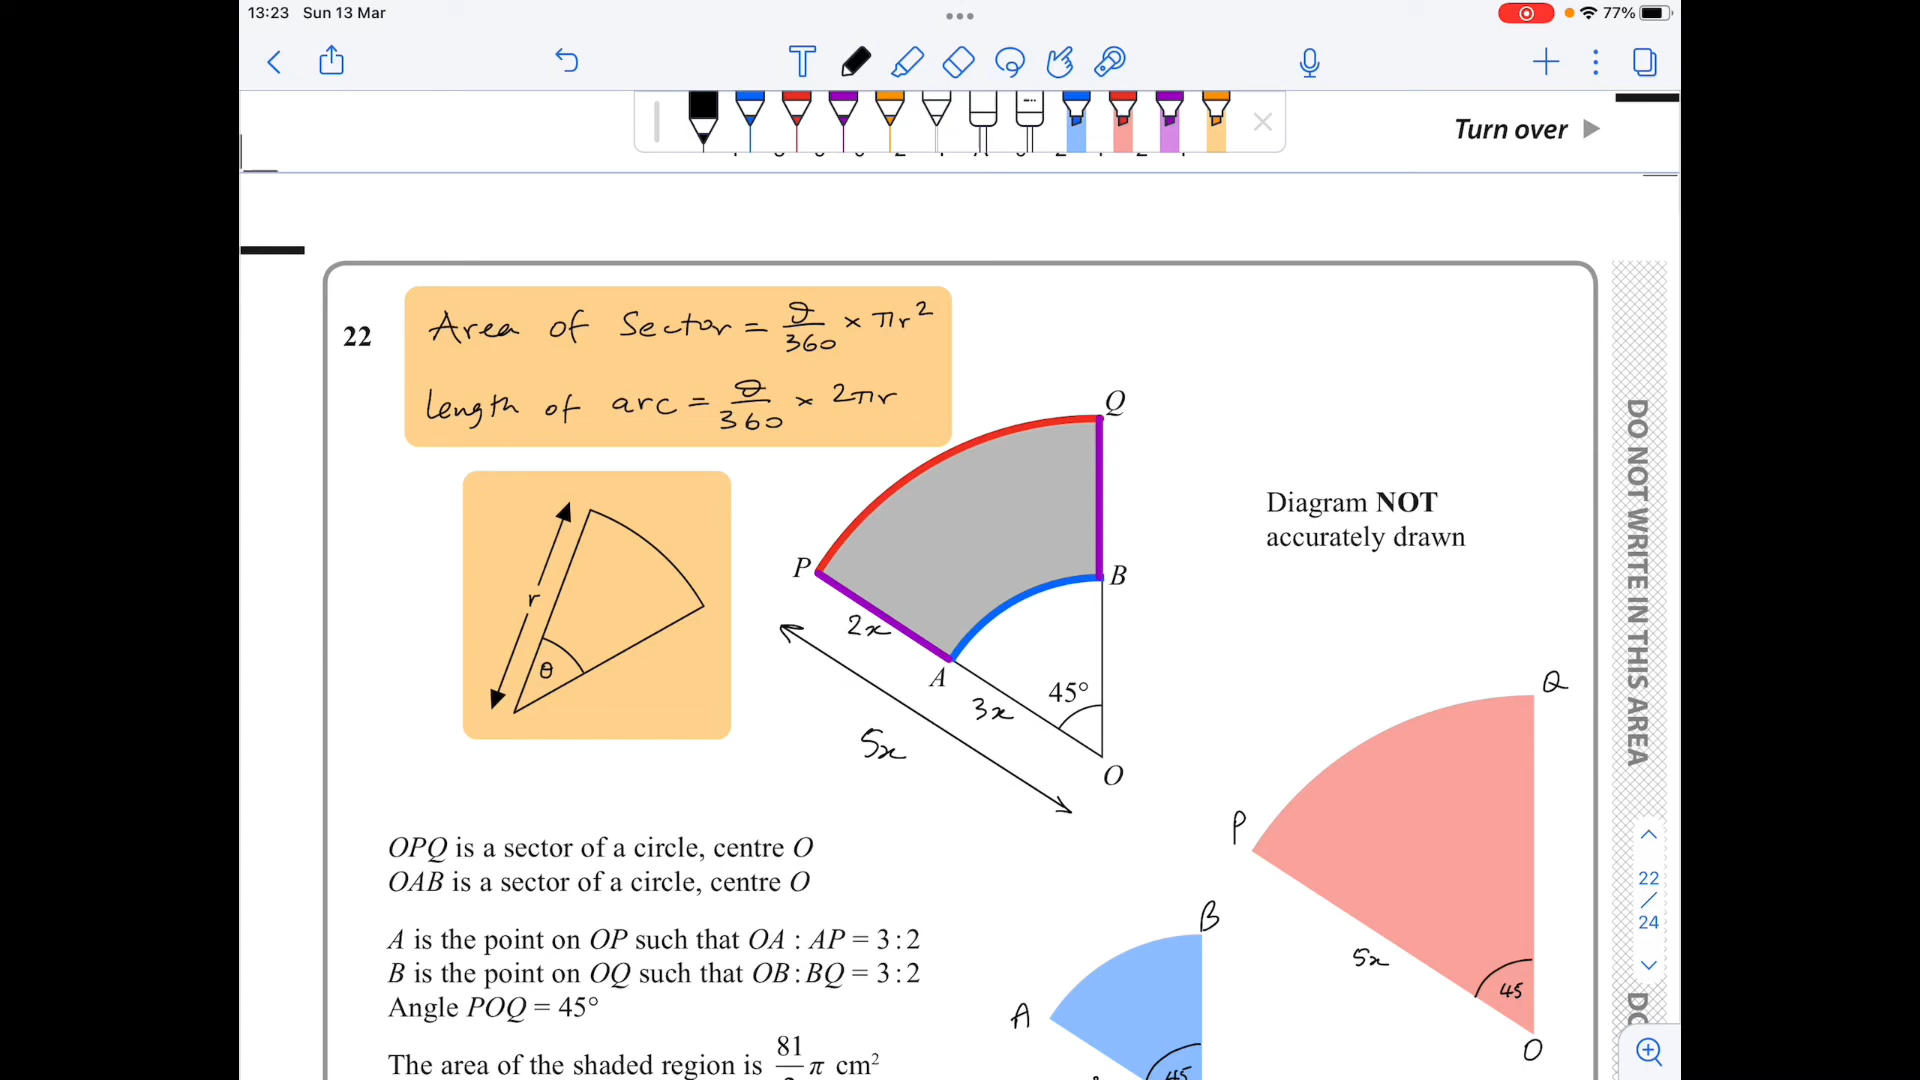 13:23 Sun 13 Mar
77%
T
Turn over
22
Area of Sector = θ/360 × πr²
Length of arc = θ/360 × 2πr
Q
Diagram NOT
accurately drawn
r
θ
P
B
2x
A
45°
3x
5x
O
Q
P
5x
45
O
B
A
45
OPQ is a sector of a circle, centre O
OAB is a sector of a circle, centre O
A is the point on OP such that OA : AP = 3 : 2
B is the point on OQ such that OB : BQ = 3 : 2
Angle POQ = 45°
The area of the shaded region is 81/ π cm²
DO NOT WRITE IN THIS AREA
DO
22
24